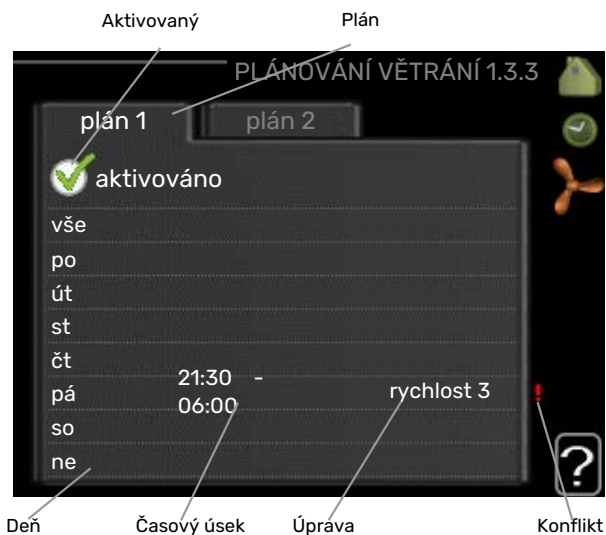 Aktivovaný Plán
PLÁNOVÁNÍ VĚTRÁNÍ 1.3.3
plán 1 plán 2
aktivováno
vše
po
út
st
čt
pá 21:30 - 06:00 rychlost 3 !
so
ne
?
Deň Časový úsek Úprava Konflikt